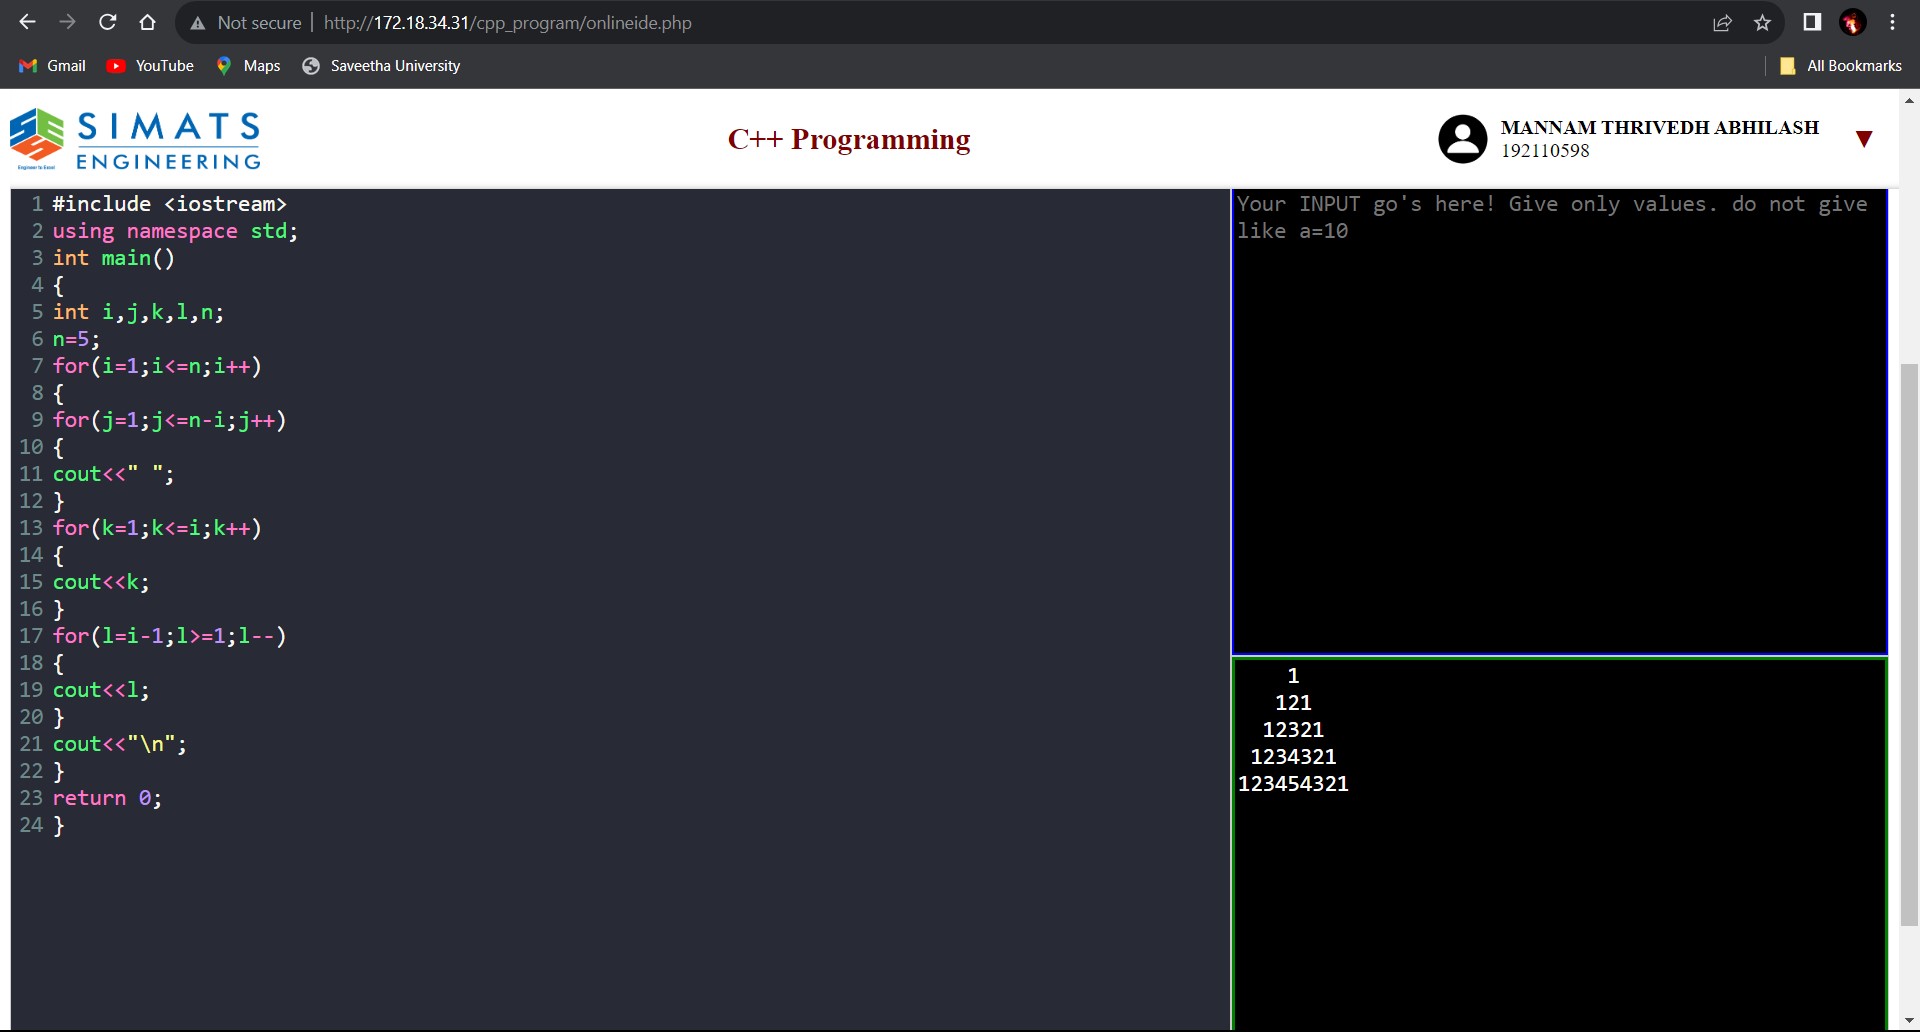 Not secure | http://172.18.34.31/cpp_program/onlineide.php
Gmail YouTube Maps Saveetha University All Bookmarks
SIMATS
ENGINEERING
Engineer to Excel
C++ Programming
MANNAM THRIVEDH ABHILASH
192110598
1 #include <iostream>
2 using namespace std;
3 int main()
4 {
5 int i,j,k,l,n;
6 n=5;
7 for(i=1;i<=n;i++)
8 {
9 for(j=1;j<=n-i;j++)
10 {
11 cout<<" ";
12 }
13 for(k=1;k<=i;k++)
14 {
15 cout<<k;
16 }
17 for(l=i-1;l>=1;l--)
18 {
19 cout<<l;
20 }
21 cout<<"\n";
22 }
23 return 0;
24 }
Your INPUT go's here! Give only values. do not give
like a=10
    1
   121
  12321
 1234321
123454321